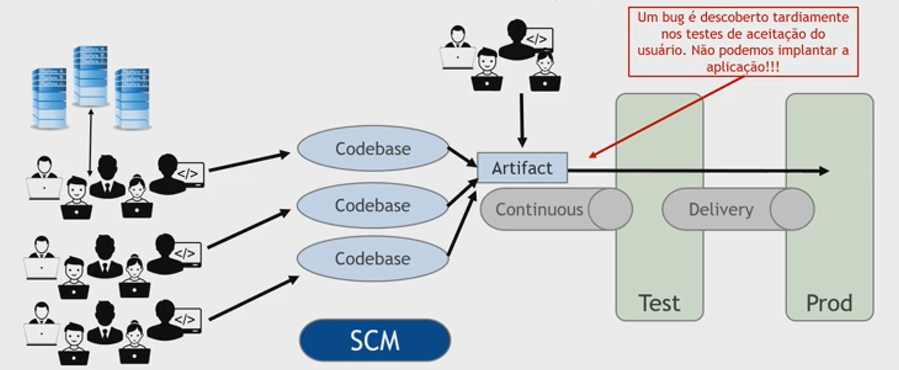 Um bug é descoberto tardiamente
nos testes de aceitação do
usuário. Não podemos implantar a
aplicação!!!
</>
</>
Codebase
Artifact
Codebase
Continuous
Delivery
Codebase
</>
</>
Test
Prod
</>
SCM